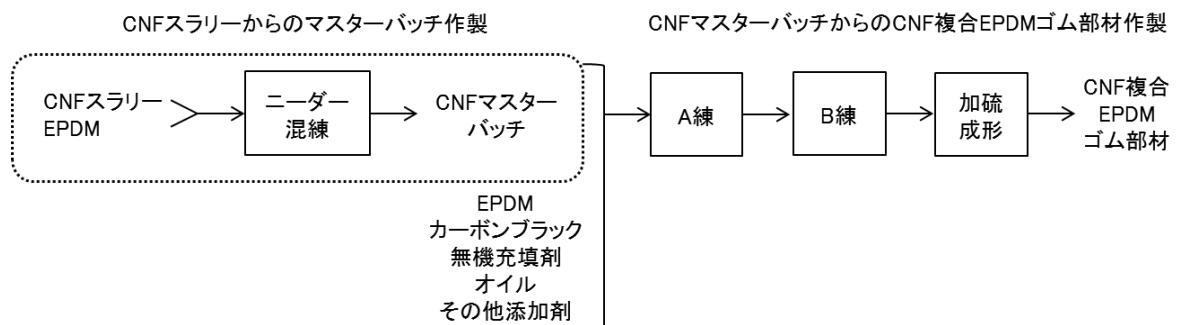 CNFスラリーからのマスターバッチ作製
CNFマスターバッチからのCNF複合EPDMゴム部材作製
CNFスラリー
EPDM
ニーダー
混練
CNFマスター
バッチ
A練
B練
加硫
成形
CNF複合
EPDM
ゴム部材
EPDM
カーボンブラック
無機充填剤
オイル
その他添加剤